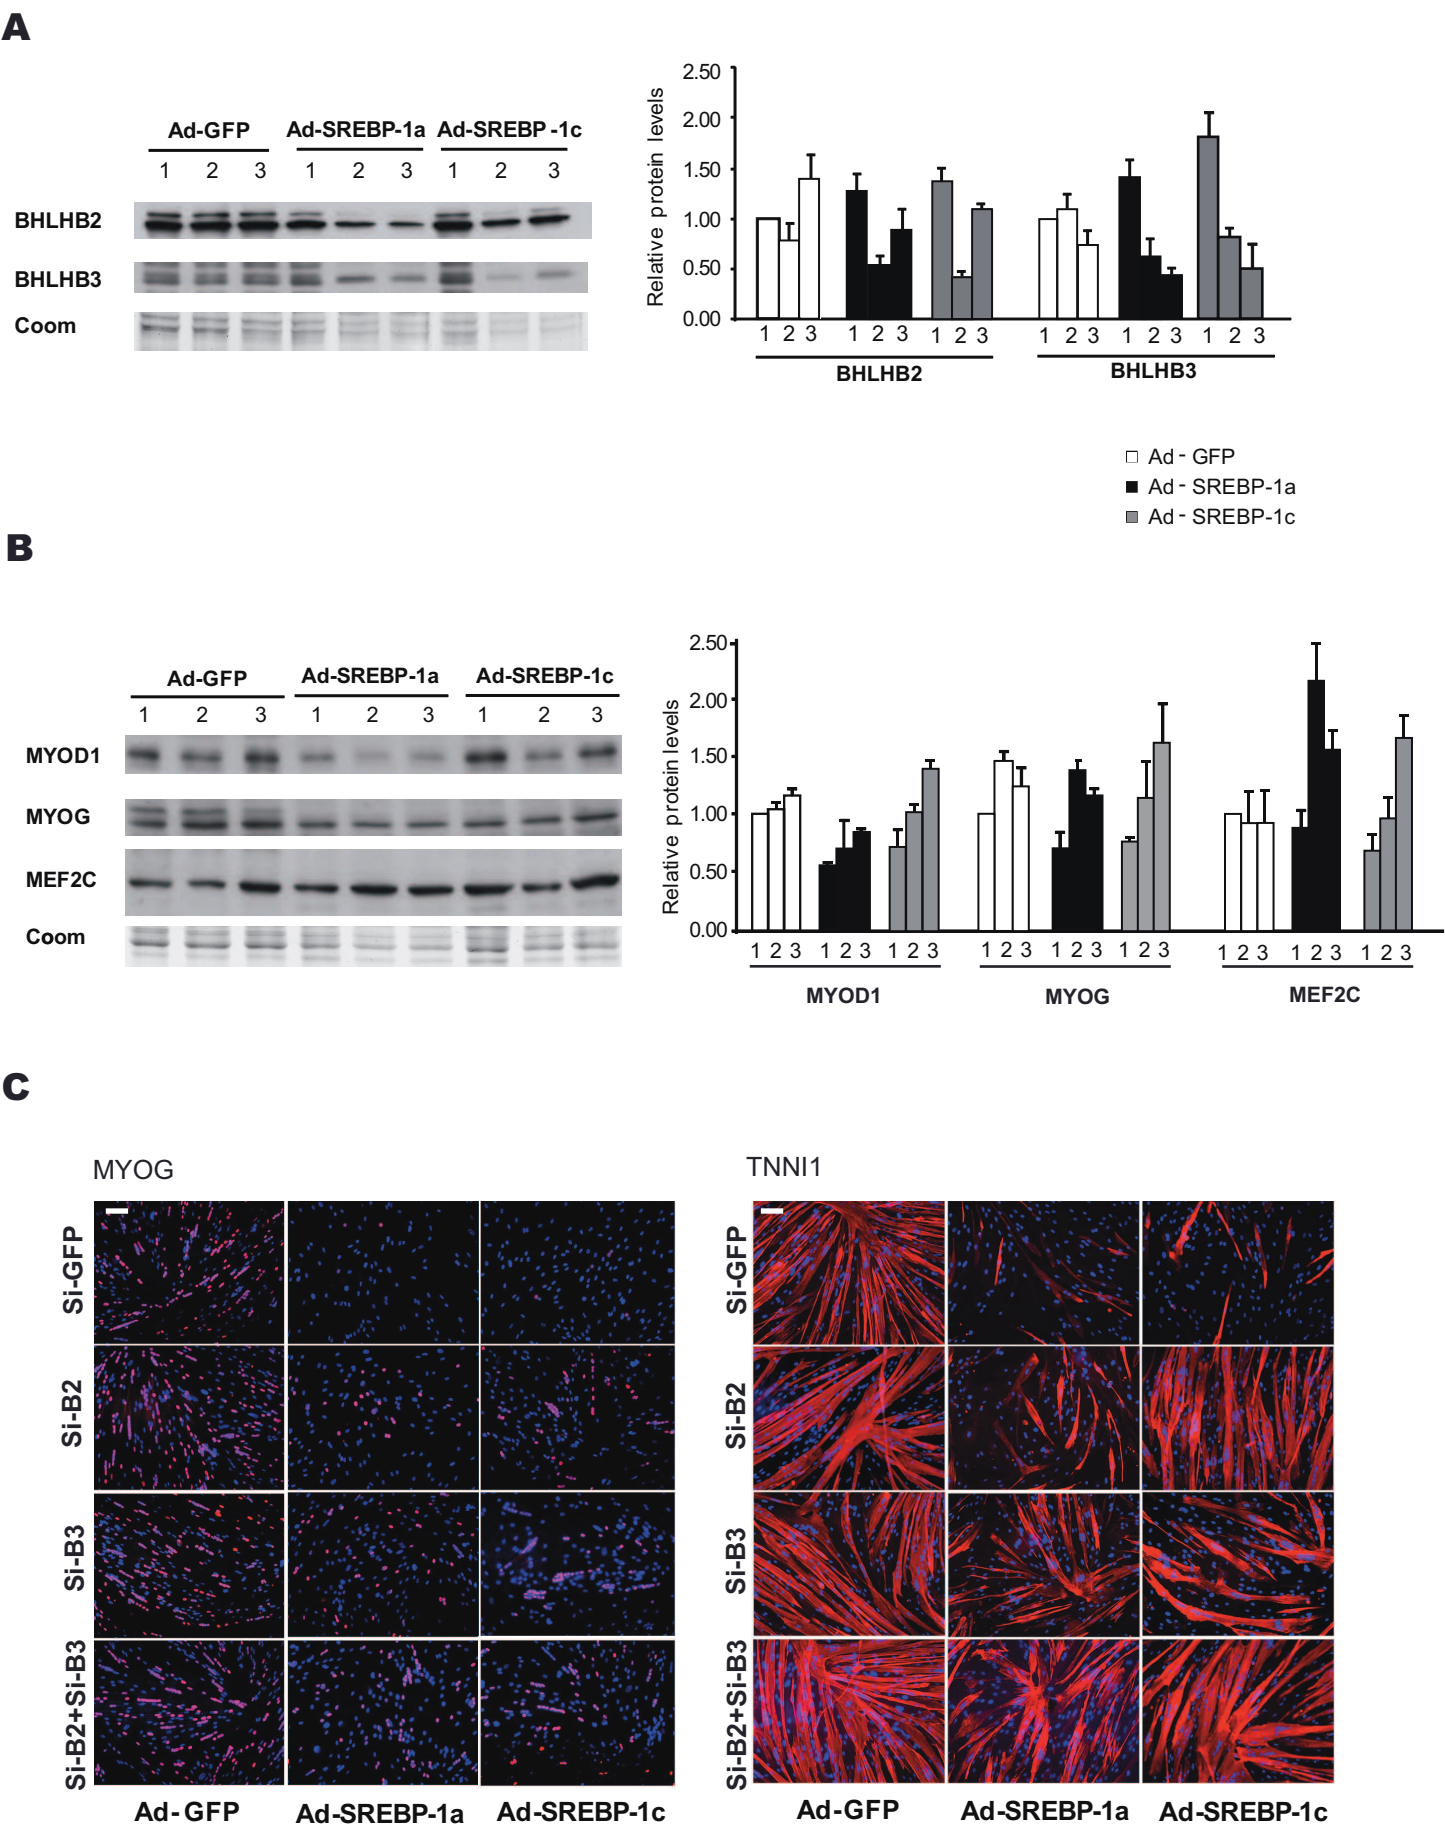 A
Ad-GFP Ad-SREBP-1a Ad-SREBP -1c
1 2 3 1 2 3 1 2 3
BHLHB2
BHLHB3
Coom
Relative protein levels
2.50
2.00
1.50
1.00
0.50
0.00
1 2 3 1 2 3 1 2 3 1 2 3 1 2 3 1 2 3
BHLHB2 BHLHB3
Ad - GFP
Ad - SREBP-1a
Ad - SREBP-1c
B
Ad-GFP Ad-SREBP-1a Ad-SREBP-1c
1 2 3 1 2 3 1 2 3
MYOD1
MYOG
MEF2C
Coom
Relative protein levels
2.50
2.00
1.50
1.00
0.50
0.00
1 2 3 1 2 3 1 2 3 1 2 3 1 2 3 1 2 3 1 2 3 1 2 3 1 2 3
MYOD1 MYOG MEF2C
C
MYOG
Si-GFP
Si-B2
Si-B3
Si-B2+Si-B3
Ad-GFP Ad-SREBP-1a Ad-SREBP-1c
TNNI1
Si-GFP
Si-B2
Si-B3
Si-B2+Si-B3
Ad-GFP Ad-SREBP-1a Ad-SREBP-1c